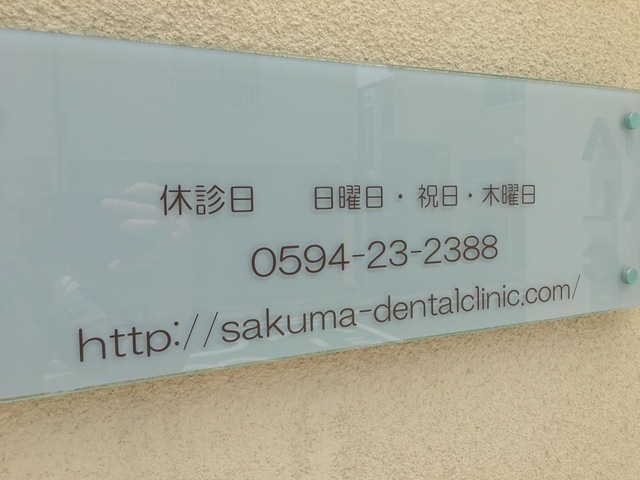 休診日　日曜日・祝日・木曜日
0594-23-2388
http://sakuma-dentalclinic.com/